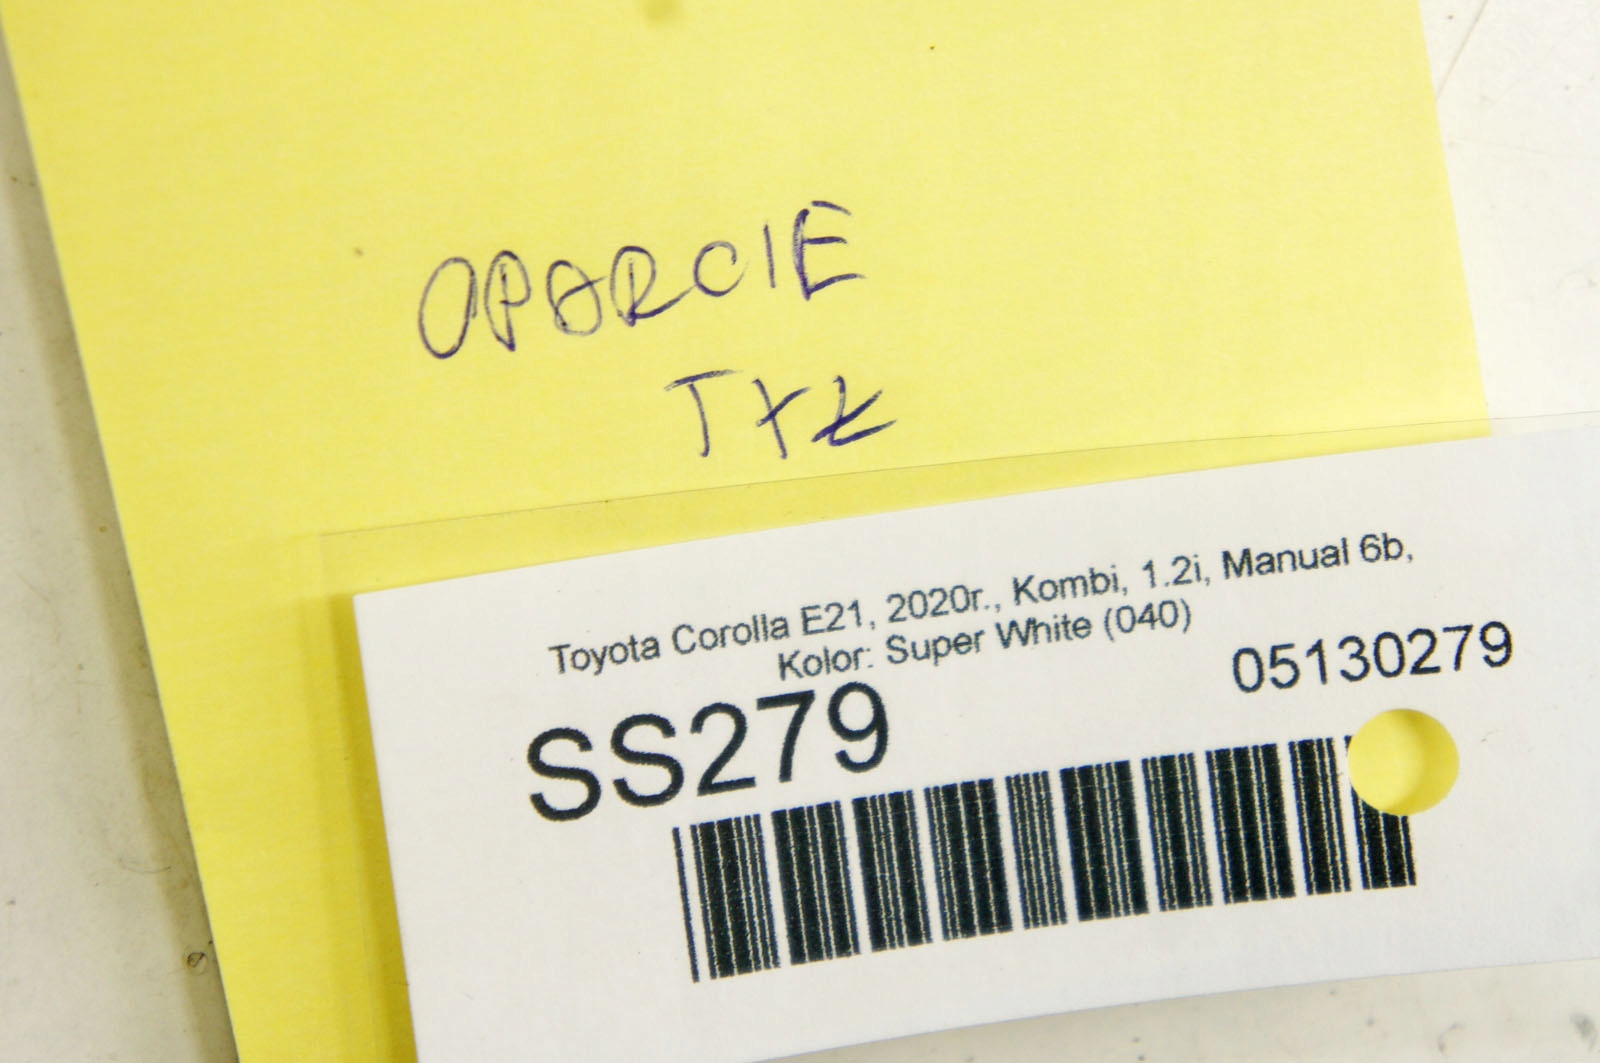 OPARCIE
TYŁ
Toyota Corolla E21, 2020r., Kombi, 1.2i, Manual 6b,
Kolor: Super White (040)
05130279
SS279